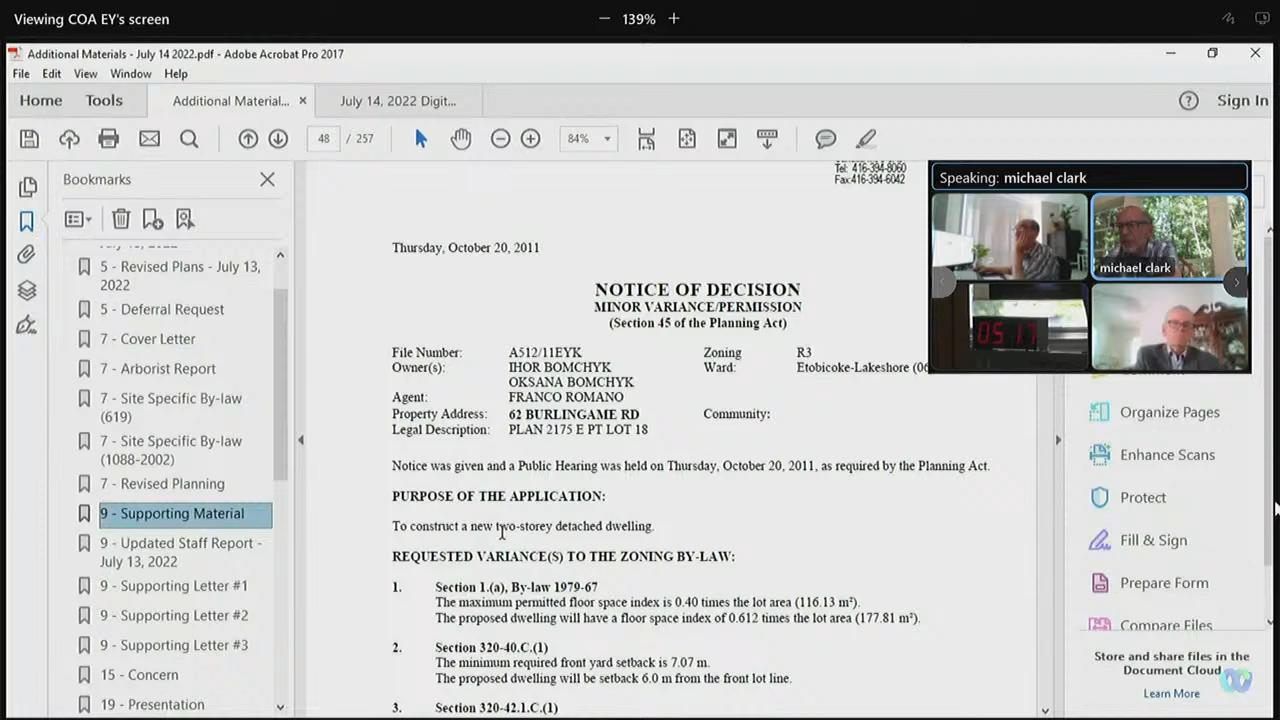 Viewing COA EY's screen
139%
Additional Materials - July 14 2022.pdf - Adobe Acrobat Pro 2017
File Edit View Window Help
Home Tools Additional Material... July 14, 2022 Digit... Sign In
48 / 257 84%
Bookmarks
5 - Revised Plans - July 13,
2022
5 - Deferral Request
7 - Cover Letter
7 - Arborist Report
7 - Site Specific By-law
(619)
7 - Site Specific By-law
(1088-2002)
7 - Revised Planning
9 - Supporting Material
9 - Updated Staff Report -
July 13, 2022
9 - Supporting Letter #1
9 - Supporting Letter #2
9 - Supporting Letter #3
15 - Concern
19 - Presentation
Tel: 416-394-8060
Fax:416-394-6042
Thursday, October 20, 2011
NOTICE OF DECISION
MINOR VARIANCE/PERMISSION
(Section 45 of the Planning Act)
File Number: A512/11EYK Zoning R3
Owner(s): IHOR BOMCHYK Ward: Etobicoke-Lakeshore
OKSANA BOMCHYK
Agent: FRANCO ROMANO
Property Address: 62 BURLINGAME RD Community:
Legal Description: PLAN 2175 E PT LOT 18
Notice was given and a Public Hearing was held on Thursday, October 20, 2011, as required by the Planning Act.
PURPOSE OF THE APPLICATION:
To construct a new two-storey detached dwelling.
REQUESTED VARIANCE(S) TO THE ZONING BY-LAW:
1. Section 1.(a), By-law 1979-67
The maximum permitted floor space index is 0.40 times the lot area (116.13 m²).
The proposed dwelling will have a floor space index of 0.612 times the lot area (177.81 m²).
2. Section 320-40.C.(1)
The minimum required front yard setback is 7.07 m.
The proposed dwelling will be setback 6.0 m from the front lot line.
3. Section 320-42.1.C.(1)
Speaking: michael clark
michael clark
05 17
Organize Pages
Enhance Scans
Protect
Fill & Sign
Prepare Form
Compare Files
Store and share files in the
Document Cloud
Learn More